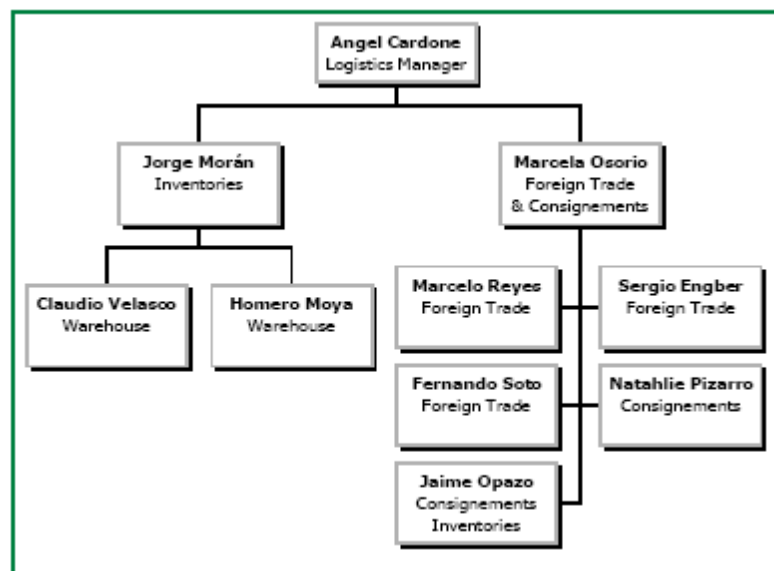 Angel Cardone
Logistics Manager
Jorge Morán
Inventories
Marcela Osorio
Foreign Trade
& Consignements
Claudio Velasco
Warehouse
Homero Moya
Warehouse
Marcelo Reyes
Foreign Trade
Sergio Engber
Foreign Trade
Fernando Soto
Foreign Trade
Natahlie Pizarro
Consignements
Jaime Opazo
Consignements
Inventories